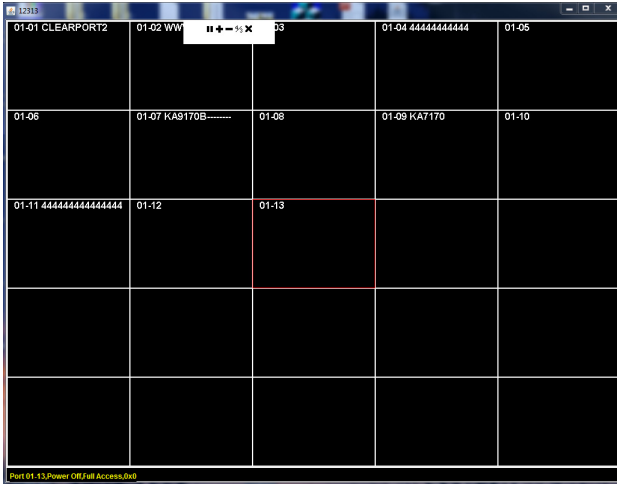 12313
01-01 CLEARPORT2
01-02 WW
03
01-04 44444444444
01-05
01-06
01-07 KA9170B--------
01-08
01-09 KA7170
01-10
01-11 444444444444444
01-12
01-13
Port 01-13,Power Off,Full Access,0x0